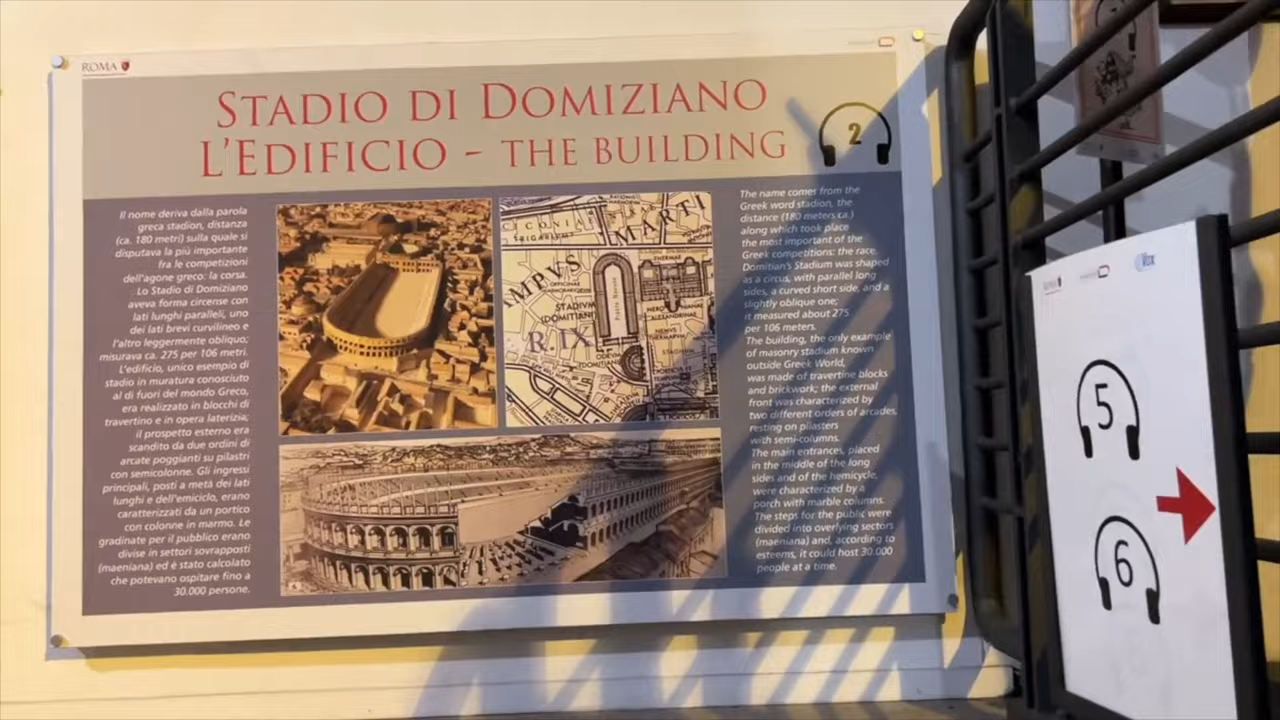 ROMA
STADIO DI DOMIZIANO
L'EDIFICIO - THE BUILDING
2
Il nome deriva dalla parola
greca stadion, distanza
(ca. 180 metri) sulla quale si
disputava la più importante
fra le competizioni
dell'agone greco: la corsa.
Lo Stadio di Domiziano
aveva forma circense con
lati lunghi paralleli, uno
dei lati brevi curvilineo e
l'altro leggermente obliquo;
misurava ca. 275 per 106 metri.
L'edificio, unico esempio di
stadio in muratura conosciuto
al di fuori del mondo Greco,
era realizzato in blocchi di
travertino e in opera laterizia;
il prospetto esterno era
scandito da due ordini di
arcate poggianti su pilastri
con semicolonne. Gli ingressi
principali, posti a metà dei lati
lunghi e dell'emiciclo, erano
caratterizzati da un portico
con colonne in marmo. Le
gradinate per il pubblico erano
divise in settori sovrapposti
(maeniana) ed è stato calcolato
che potevano ospitare fino a
30.000 persone.
CICONIAE
TRIGARIUM
MARTI
AMPVS
THERMAE
STADIVM
(DOMITIANI)
R. IX
ALEXANDRINAE
NEMVS
THERMARVM
STAGNVM
The name comes from the
Greek word stadion, the
distance (180 meters ca.)
along which took place
the most important of the
Greek competitions: the race.
Domitian's Stadium was shaped
as a circus, with parallel long
sides, a curved short side, and a
slightly oblique one;
it measured about 275
per 106 meters.
The building, the only example
of masonry stadium known
outside Greek World,
was made of travertine blocks
and brickwork; the external
front was characterized by
two different orders of arcades,
resting on pilasters
with semi-columns.
The main entrances, placed
in the middle of the long
sides and of the hemicycle,
were characterized by a
porch with marble columns.
The steps for the public were
divided into overlying sectors
(maeniana) and, according to
esteems, it could host 30.000
people at a time.
ROMA
Vox
5
6